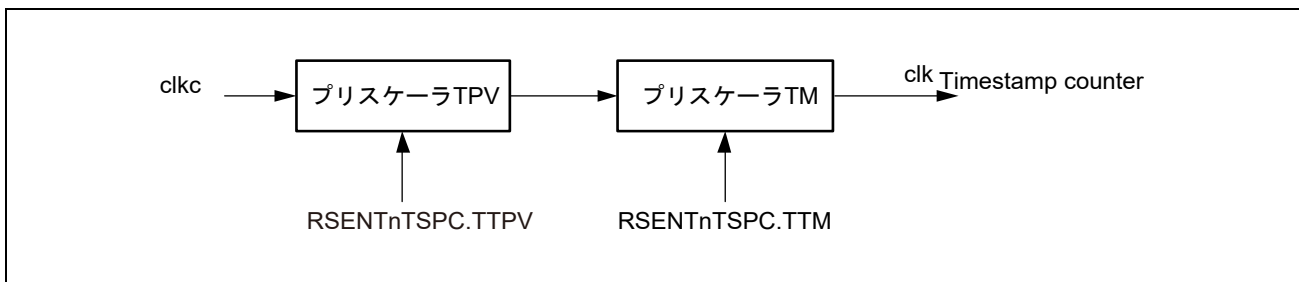 clkc
プリスケーラTPV
プリスケーラTM
clk Timestamp counter
RSENTnTSPC.TTPV
RSENTnTSPC.TTM